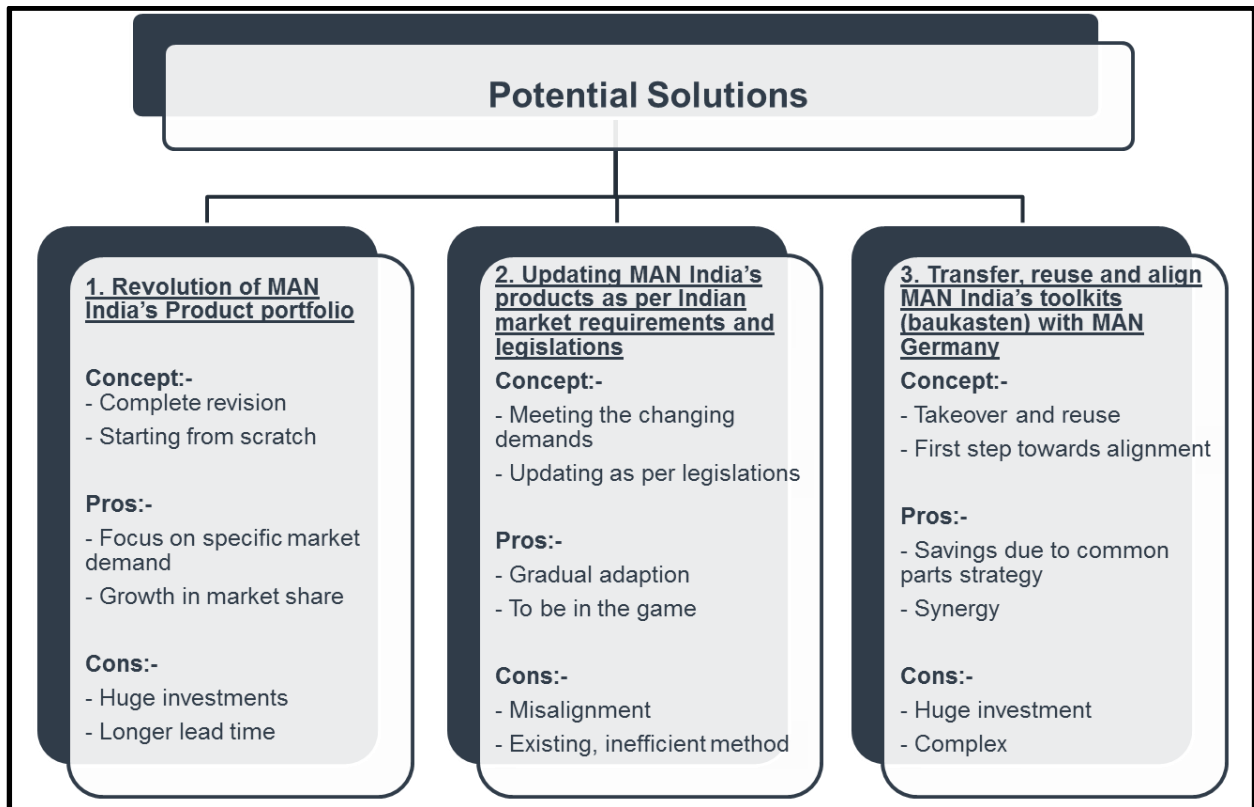 Potential Solutions
1. Revolution of MAN
India’s Product portfolio
Concept:-
- Complete revision
- Starting from scratch
Pros:-
- Focus on specific market
demand
- Growth in market share
Cons:-
- Huge investments
- Longer lead time
2. Updating MAN India’s
products as per Indian
market requirements and
legislations
Concept:-
- Meeting the changing
demands
- Updating as per legislations
Pros:-
- Gradual adaption
- To be in the game
Cons:-
- Misalignment
- Existing, inefficient method
3. Transfer, reuse and align
MAN India’s toolkits
(baukasten) with MAN
Germany
Concept:-
- Takeover and reuse
- First step towards alignment
Pros:-
- Savings due to common
parts strategy
- Synergy
Cons:-
- Huge investment
- Complex